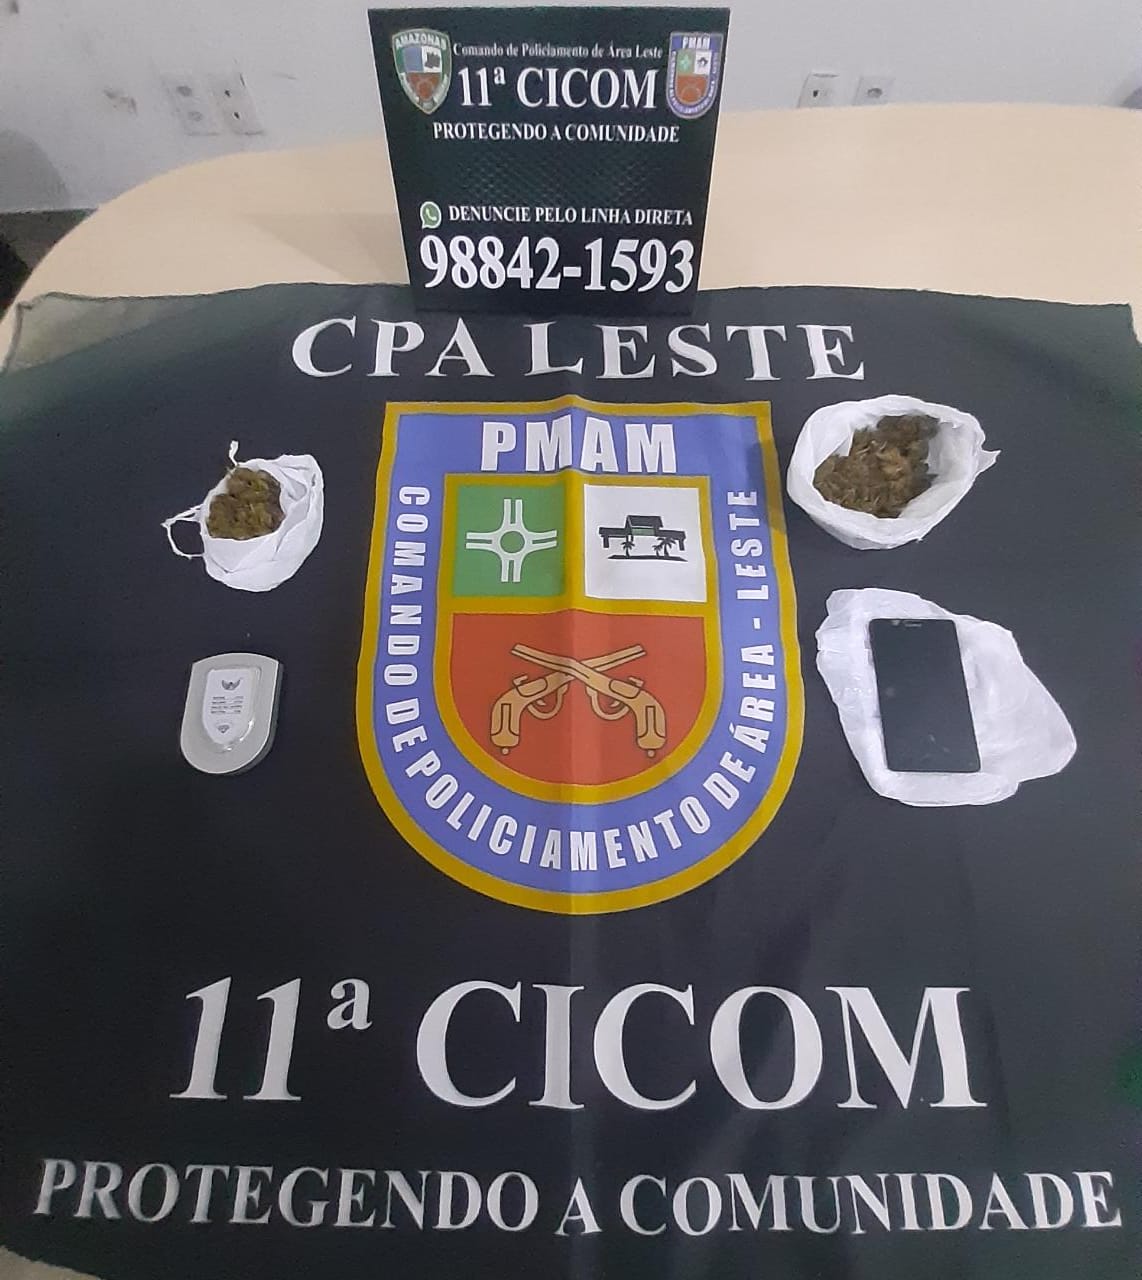 AMAZONAS
Comando de Policiamento de Área Leste
PMAM
11ª CICOM
PROTEGENDO A COMUNIDADE
DENUNCIE PELO LINHA DIRETA
98842-1593
CPA LESTE
PMAM
COMANDO DE POLICIAMENTO DE ÁREA - LESTE
11ª CICOM
PROTEGENDO A COMUNIDADE